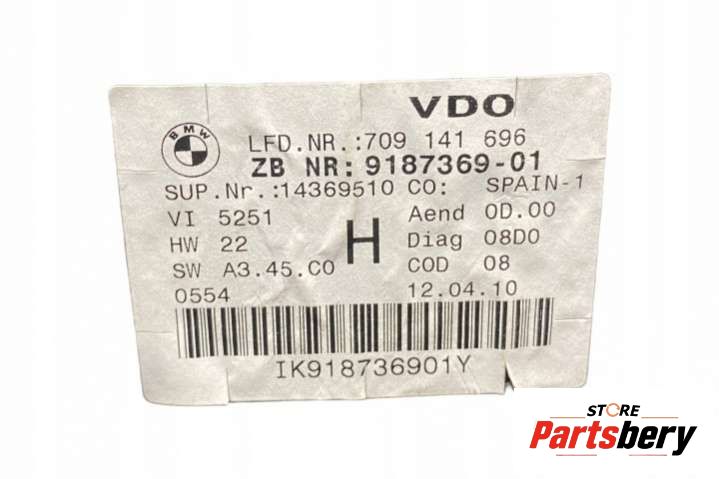 VDO
BMW
LFD.NR.:709 141 696
ZB NR: 9187369-01
SUP.Nr.:14369510 CO: SPAIN-1
VI 5251 Aend 0D.00
HW 22 H Diag 08D0
SW A3.45.C0 COD 08
0554 12.04.10
IK918736901Y
STORE
Partsbery